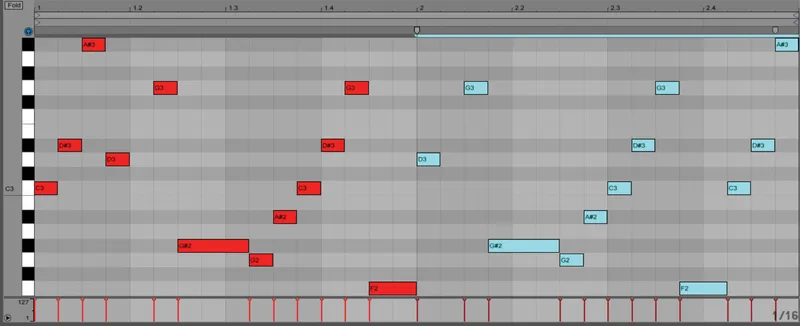 Fold 1 1.2 1.3 1.4 2 2.2 2.3 2.4
A#3 A#3
G3 G3 G3 G3
D#3 D#3 D#3 D#3
D3 D3
C3 C3 C3 C3 C3
A#2 A#2
G#2 G#2
G2 G2
F2 F2
127
1 1/16